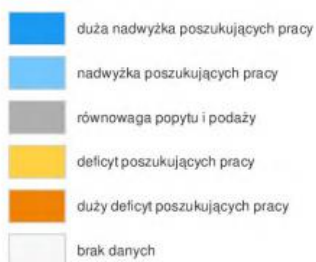 duża nadwyżka poszukujących pracy
nadwyżka poszukujących pracy
równowaga popytu i podaży
deficyt poszukujących pracy
duży deficyt poszukujących pracy
brak danych